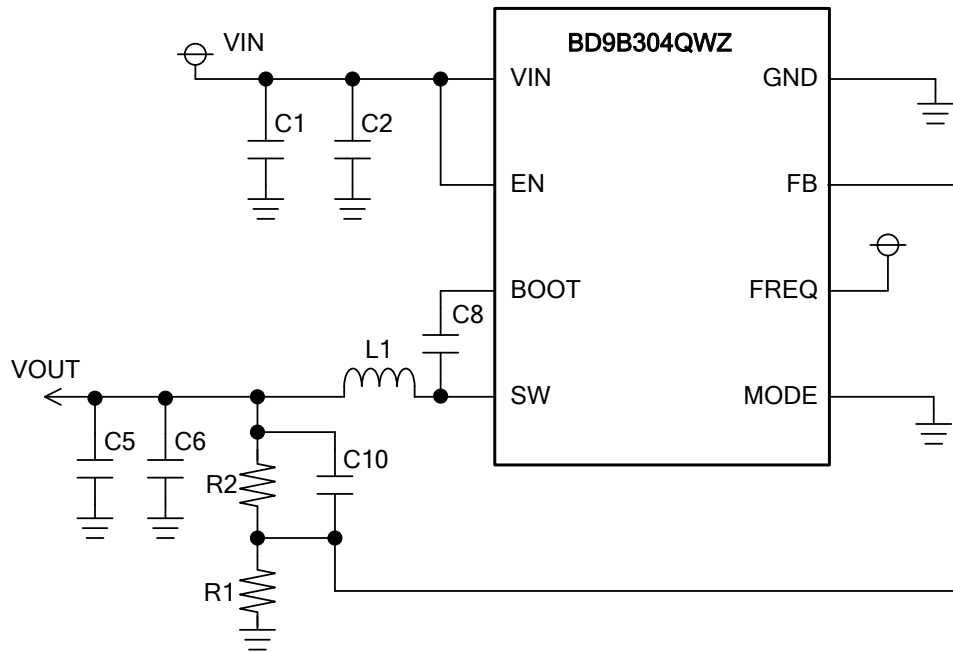 BD9B304QWZ
VIN
VIN
GND
C1
C2
EN
FB
BOOT
FREQ
C8
L1
VOUT
SW
MODE
C5
C6
C10
R2
R1